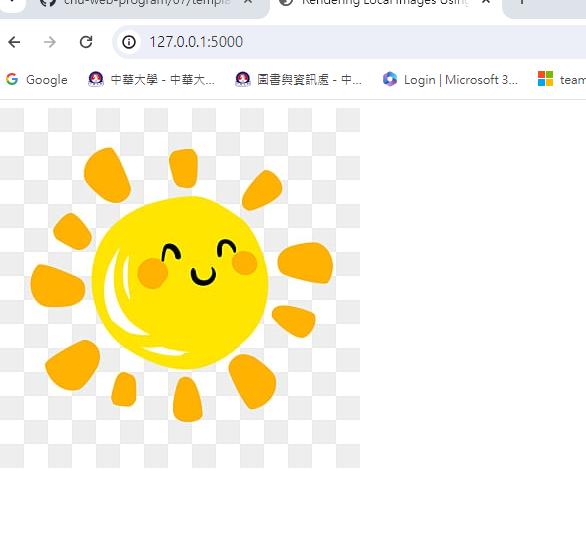 chu-web-program/07/templa
Rendering Local Images Using
127.0.0.1:5000
Google 中華大學 - 中華大... 圖書與資訊處 - 中... Login | Microsoft 3... team